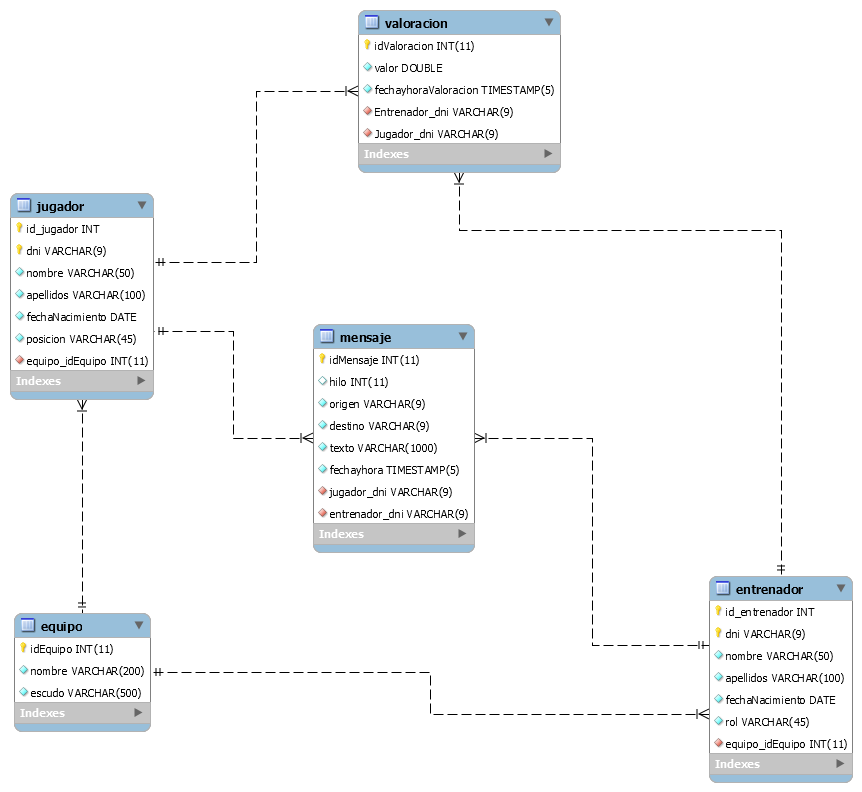 valoracion
idValoracion INT(11)
valor DOUBLE
fechayhoraValoracion TIMESTAMP(5)
Entrenador_dni VARCHAR(9)
Jugador_dni VARCHAR(9)
Indexes
jugador
id_jugador INT
dni VARCHAR(9)
nombre VARCHAR(50)
apellidos VARCHAR(100)
fechaNacimiento DATE
posicion VARCHAR(45)
equipo_idEquipo INT(11)
Indexes
mensaje
idMensaje INT(11)
hilo INT(11)
origen VARCHAR(9)
destino VARCHAR(9)
texto VARCHAR(1000)
fechayhora TIMESTAMP(5)
jugador_dni VARCHAR(9)
entrenador_dni VARCHAR(9)
Indexes
equipo
idEquipo INT(11)
nombre VARCHAR(200)
escudo VARCHAR(500)
Indexes
entrenador
id_entrenador INT
dni VARCHAR(9)
nombre VARCHAR(50)
apellidos VARCHAR(100)
fechaNacimiento DATE
rol VARCHAR(45)
equipo_idEquipo INT(11)
Indexes